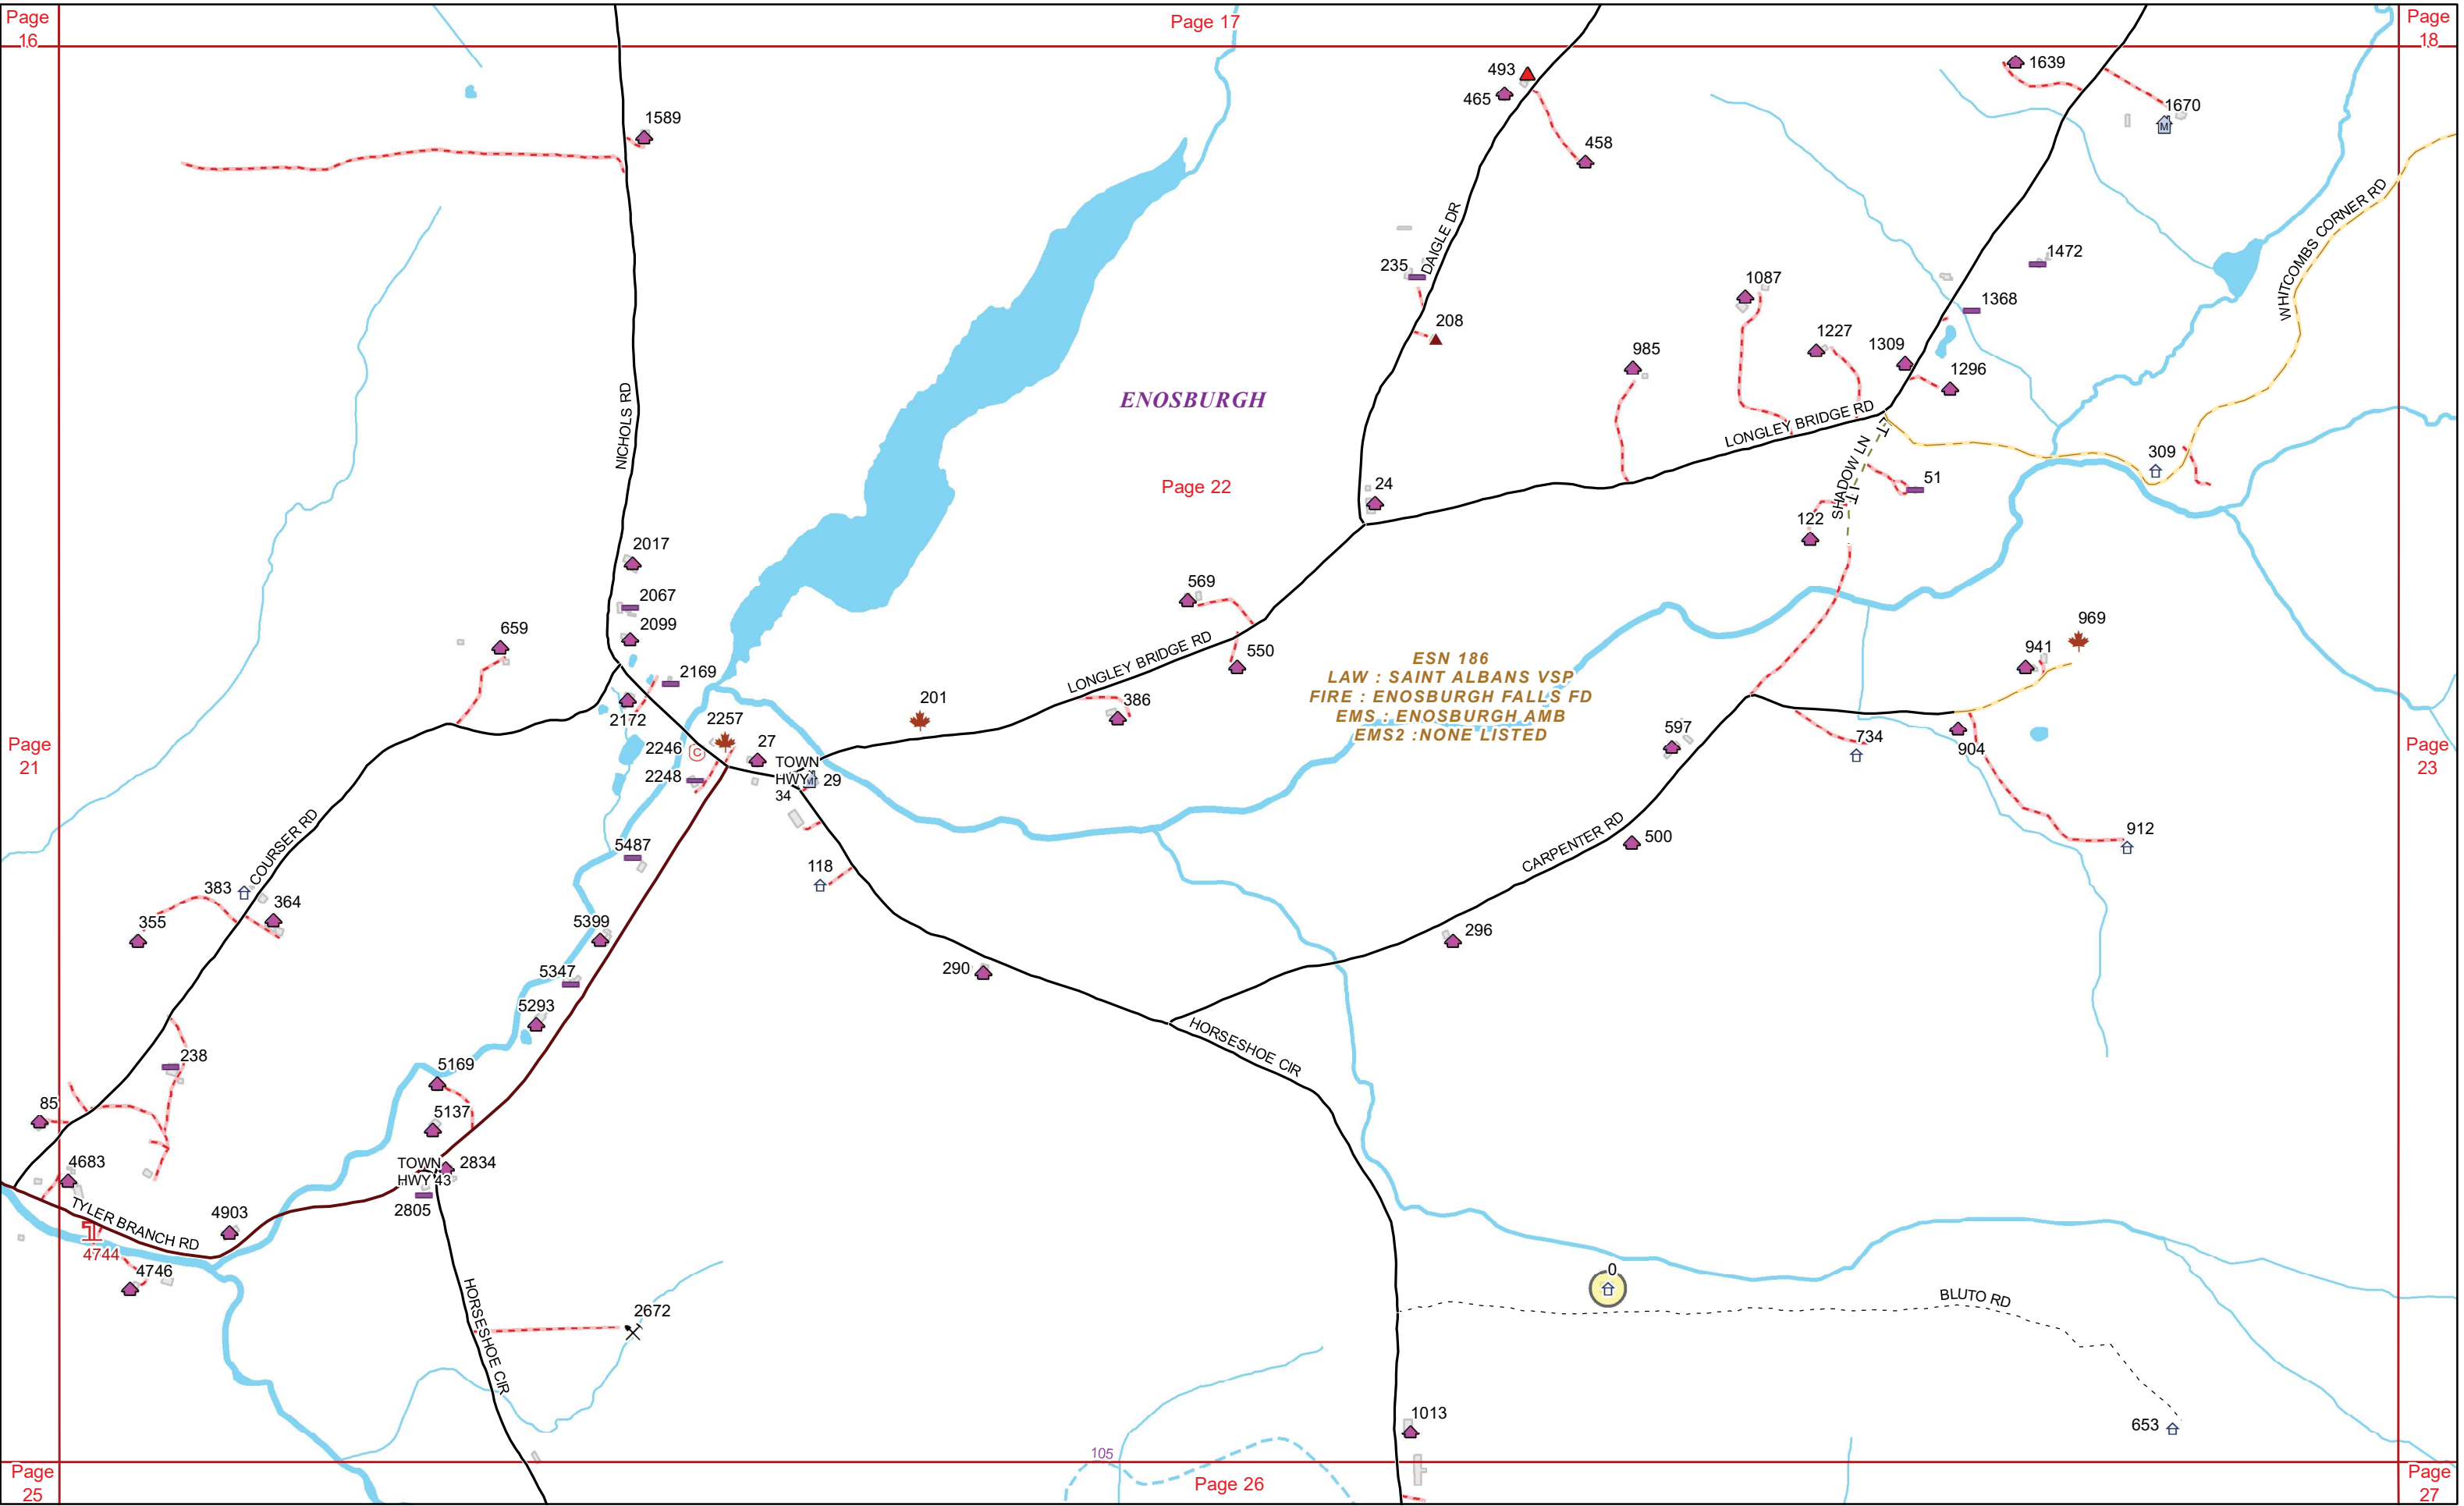 Page
16
Page 17
Page
18
493
465
458
1639
1670
1589
NICHOLS RD
DAIGLE DR
235
208
1087
985
1227
1309
1296
1472
1368
WHITCOMBS CORNER RD
ENOSBURGH
Page 22
LONGLEY BRIDGE RD
LT
SHADOW LN
LT
309
51
122
24
2017
2067
2099
659
2169
2172
569
550
LONGLEY BRIDGE RD
386
201
ESN 186
LAW : SAINT ALBANS VSP
FIRE : ENOSBURGH FALLS FD
EMS : ENOSBURGH AMB
EMS2 :NONE LISTED
969
941
597
734
904
912
Page
21
Page
23
2257
2246
C
2248
27
TOWN
HWY
34
M
29
M
118
5487
5399
5347
5293
5169
5137
COURSER RD
383
364
355
238
85
4683
TYLER BRANCH RD
4744
4746
4903
TOWN
HWY 43
2834
2805
CARPENTER RD
500
296
290
HORSESHOE CIR
HORSESHOE CIR
2672
0
BLUTO RD
1013
653
105
Page
25
Page 26
Page
27